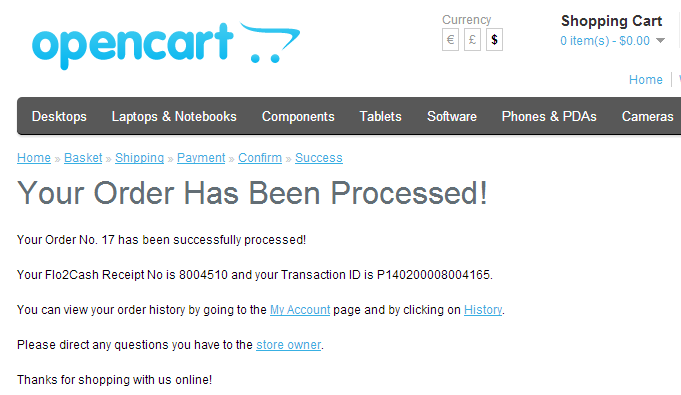 opencart
Currency
€ £ $
Shopping Cart
0 item(s) - $0.00
Home
Desktops Laptops & Notebooks Components Tablets Software Phones & PDAs Cameras
Home » Basket » Shipping » Payment » Confirm » Success
Your Order Has Been Processed!
Your Order No. 17 has been successfully processed!
Your Flo2Cash Receipt No is 8004510 and your Transaction ID is P140200008004165.
You can view your order history by going to the My Account page and by clicking on History.
Please direct any questions you have to the store owner.
Thanks for shopping with us online!